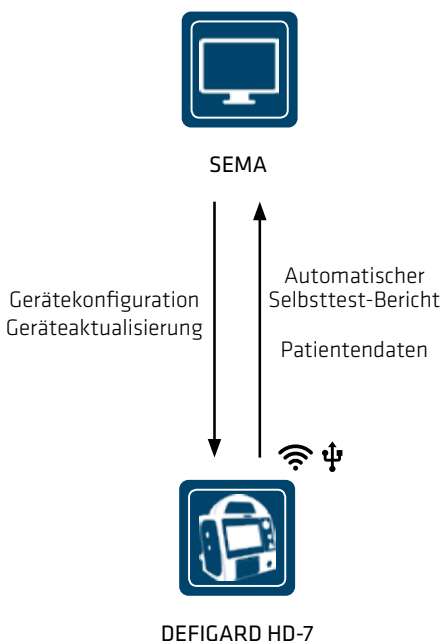 SEMA
Gerätekonfiguration
Geräteaktualisierung
Automatischer
Selbsttest-Bericht
Patientendaten
DEFIGARD HD-7